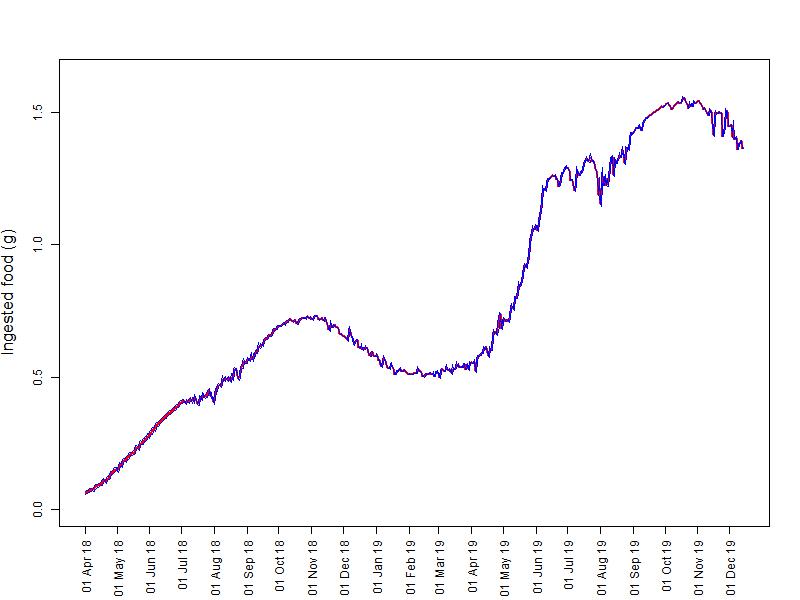 Ingested food (g)
1.5
1.0
0.5
0.0
01 Apr 18
01 May 18
01 Jun 18
01 Jul 18
01 Aug 18
01 Sep 18
01 Oct 18
01 Nov 18
01 Dec 18
01 Jan 19
01 Feb 19
01 Mar 19
01 Apr 19
01 May 19
01 Jun 19
01 Jul 19
01 Aug 19
01 Sep 19
01 Oct 19
01 Nov 19
01 Dec 19